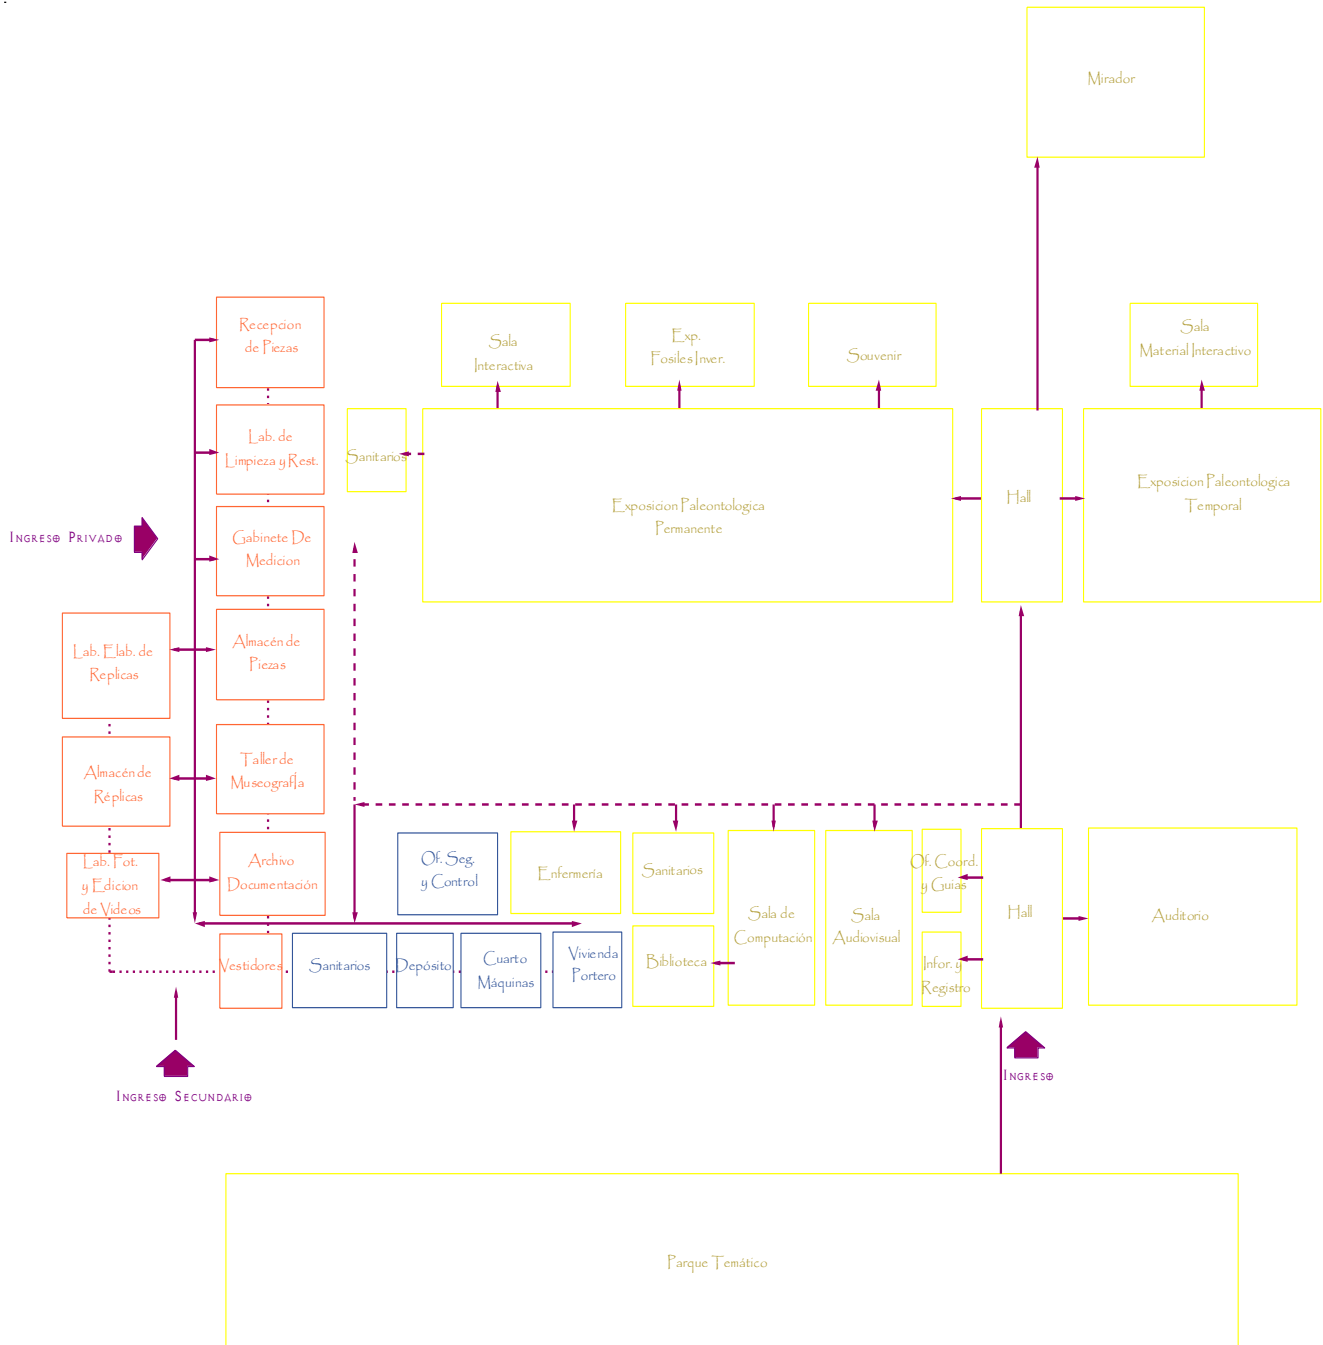 Mirador
Recepcion
de Piezas
Sala
Interactiva
Exp.
Fosiles Inver.
Souvenir
Sala
Material Interactivo
Lab. de
Limpieza y Rest.
Sanitarios
Exposicion Paleontologica
Permanente
Hall
Exposicion Paleontologica
Temporal
Ingreso Privado
Gabinete De
Medicion
Lab. Elab. de
Replicas
Almacén de
Piezas
Almacén de
Réplicas
Taller de
MuseografÍa
Lab. Fot.
y Edicion
de Videos
Archivo
Documentación
Of. Seg.
y Control
Enfermería
Sanitarios
Sala de
Computación
Sala
Audiovisual
Of. Coord.
y Guias
Hall
Auditorio
Vestidores
Sanitarios
Depósito
Cuarto
Máquinas
Vivienda
Portero
Biblioteca
Infor. y
Registro
Ingreso Secundario
Ingreso
Parque Temático